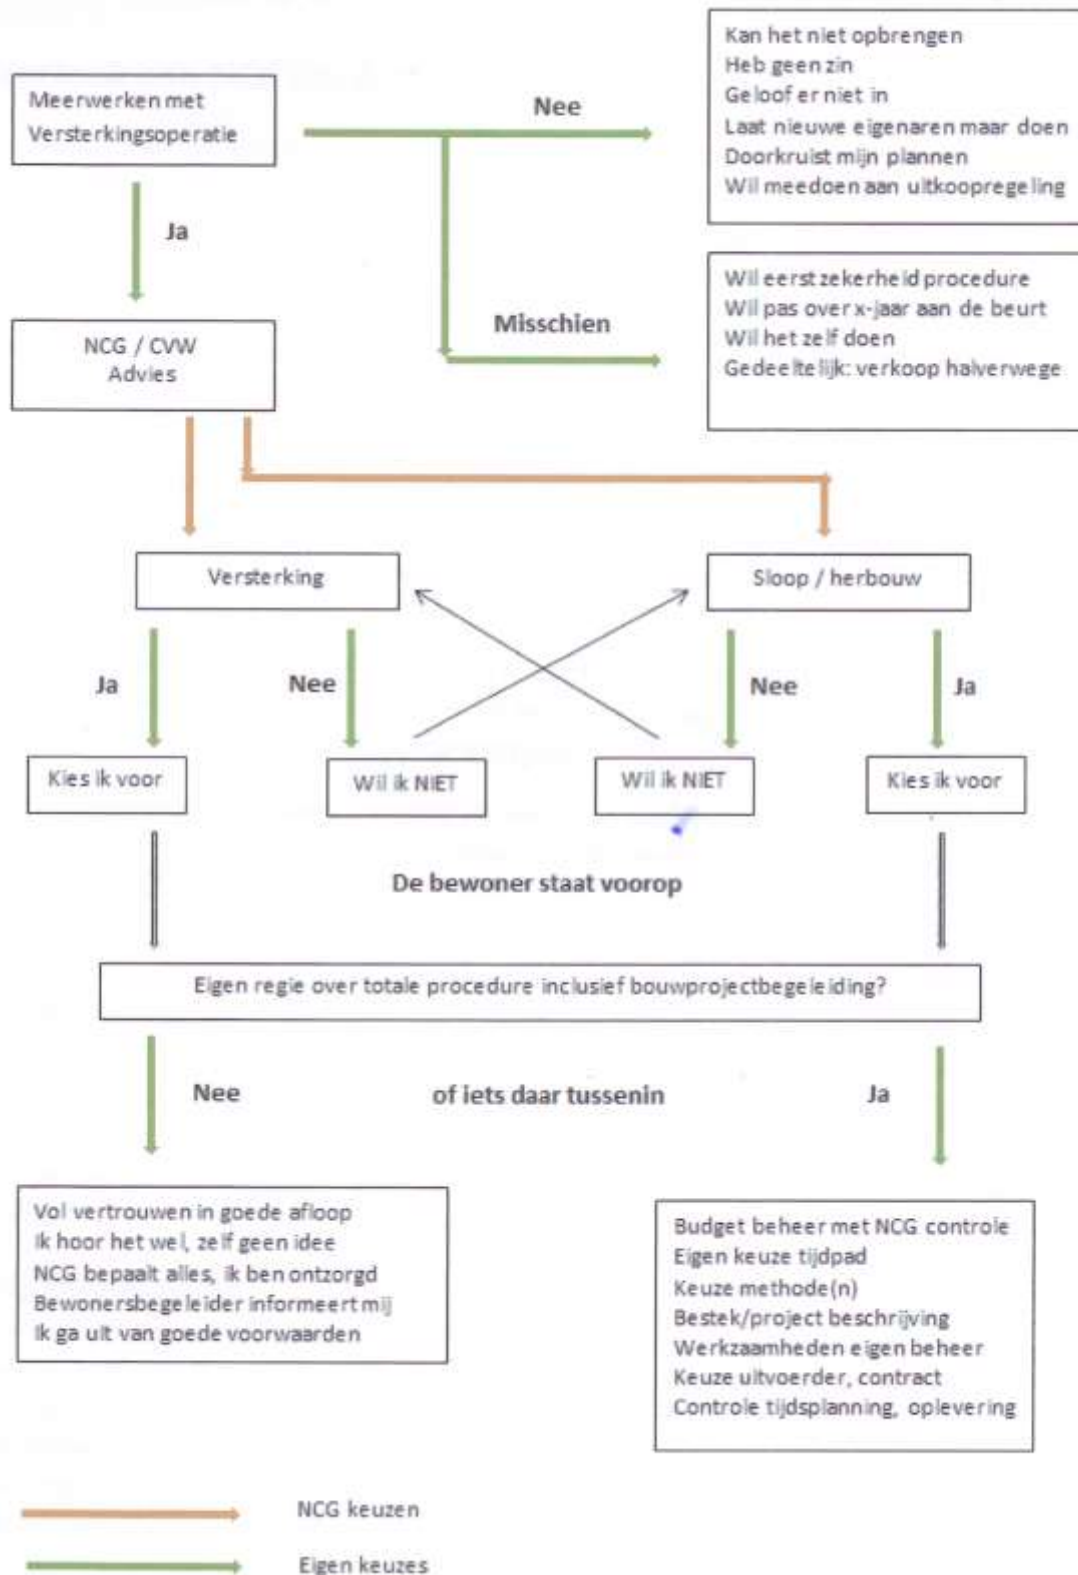 Meerwerken met
Versterkingsoperatie
Nee
Kan het niet opbrengen
Heb geen zin
Geloof er niet in
Laat nieuwe eigenaren maar doen
Doorkruist mijn plannen
Wil meedoen aan uitkoopregeling
Ja
Misschien
Wil eerst zekerheid procedure
Wil pas over x-jaar aan de beurt
Wil het zelf doen
Gedeeltelijk: verkoop halverwege
NCG / CVW
Advies
Versterking
Sloop / herbouw
Ja
Nee
Nee
Ja
Kies ik voor
Wil ik NIET
Wil ik NIET
Kies ik voor
De bewoner staat voorop
Eigen regie over totale procedure inclusief bouwprojectbegeleiding?
Nee
of iets daar tussenin
Ja
Vol vertrouwen in goede afloop
Ik hoor het wel, zelf geen idee
NCG bepaalt alles, ik ben ontzorgd
Bewonersbegeleider informeert mij
Ik ga uit van goede voorwaarden
Budget beheer met NCG controle
Eigen keuze tijdpad
Keuze methode(n)
Bestek/project beschrijving
Werkzaamheden eigen beheer
Keuze uitvoerder, contract
Controle tijdsplanning, oplevering
NCG keuzen
Eigen keuzes